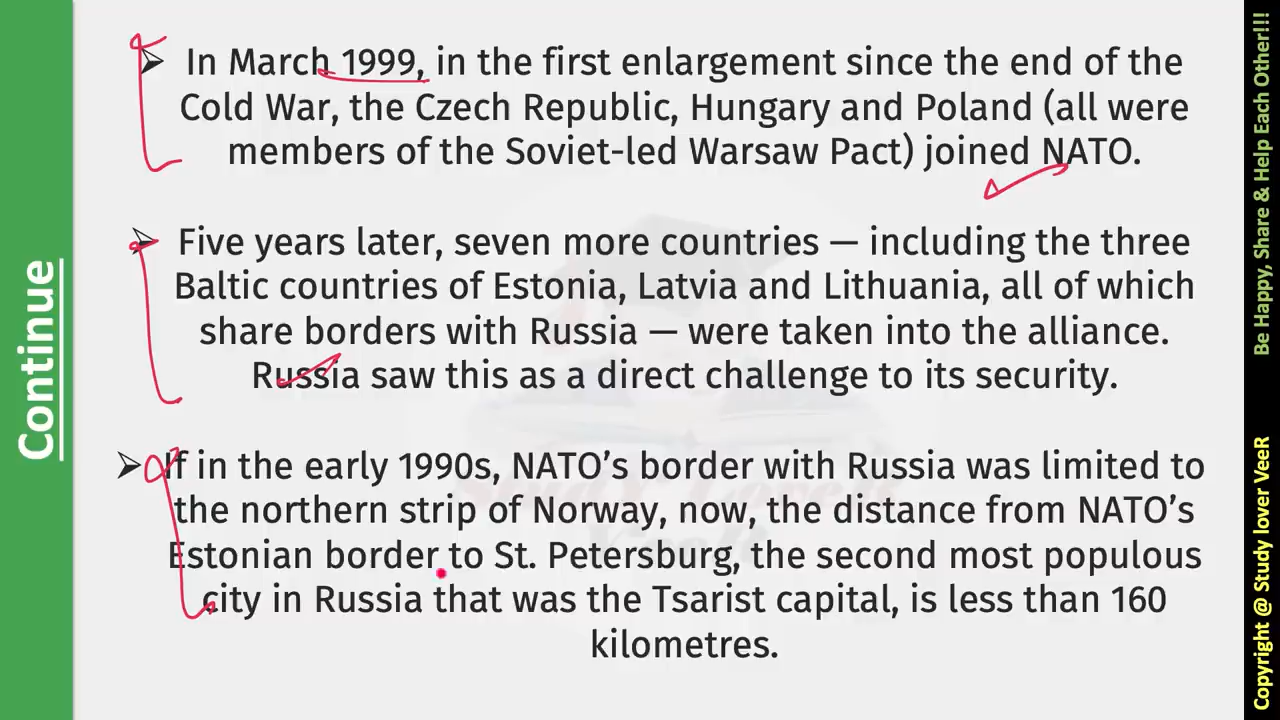 Continue
➢ In March 1999, in the first enlargement since the end of the
Cold War, the Czech Republic, Hungary and Poland (all were
members of the Soviet-led Warsaw Pact) joined NATO.
➢ Five years later, seven more countries — including the three
Baltic countries of Estonia, Latvia and Lithuania, all of which
share borders with Russia — were taken into the alliance.
Russia saw this as a direct challenge to its security.
➢ If in the early 1990s, NATO’s border with Russia was limited to
the northern strip of Norway, now, the distance from NATO’s
Estonian border to St. Petersburg, the second most populous
city in Russia that was the Tsarist capital, is less than 160
kilometres.
Be Happy, Share & Help Each Other!!!
Copyright @ Study lover VeeR